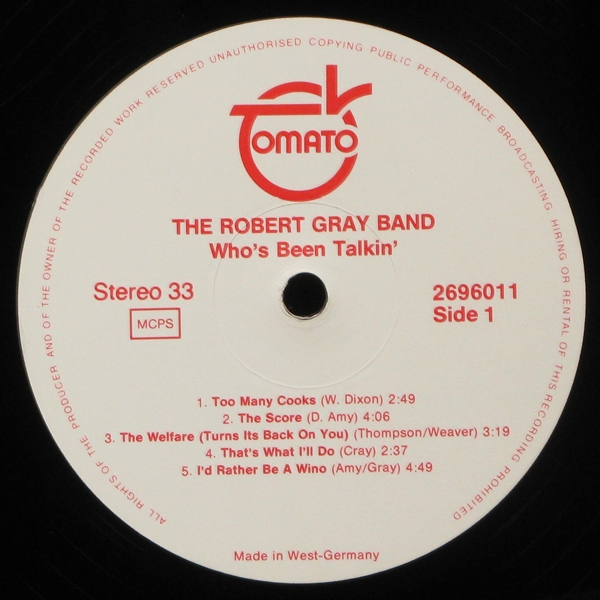 ALL RIGHTS OF THE PRODUCER AND OF THE OWNER OF THE RECORDED WORK RESERVED UNAUTHORISED COPYING PUBLIC PERFORMANCE BROADCASTING HIRING OR RENTAL OF THIS RECORDING PROHIBITED
TOMATO
THE ROBERT GRAY BAND
Who's Been Talkin'
Stereo 33
2696011
MCPS
Side 1
1. Too Many Cooks (W. Dixon) 2:49
2. The Score (D. Amy) 4:06
3. The Welfare (Turns Its Back On You) (Thompson/Weaver) 3:19
4. That's What I'll Do (Cray) 2:37
5. I'd Rather Be A Wino (Amy/Gray) 4:49
Made in West-Germany